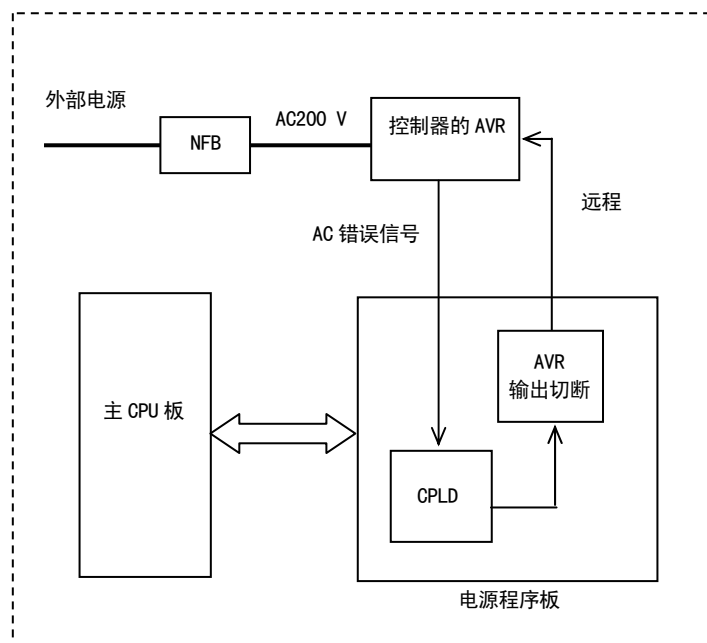 外部电源
NFB
AC200 V
控制器的 AVR
远程
AC 错误信号
主 CPU 板
AVR
输出切断
CPLD
电源程序板